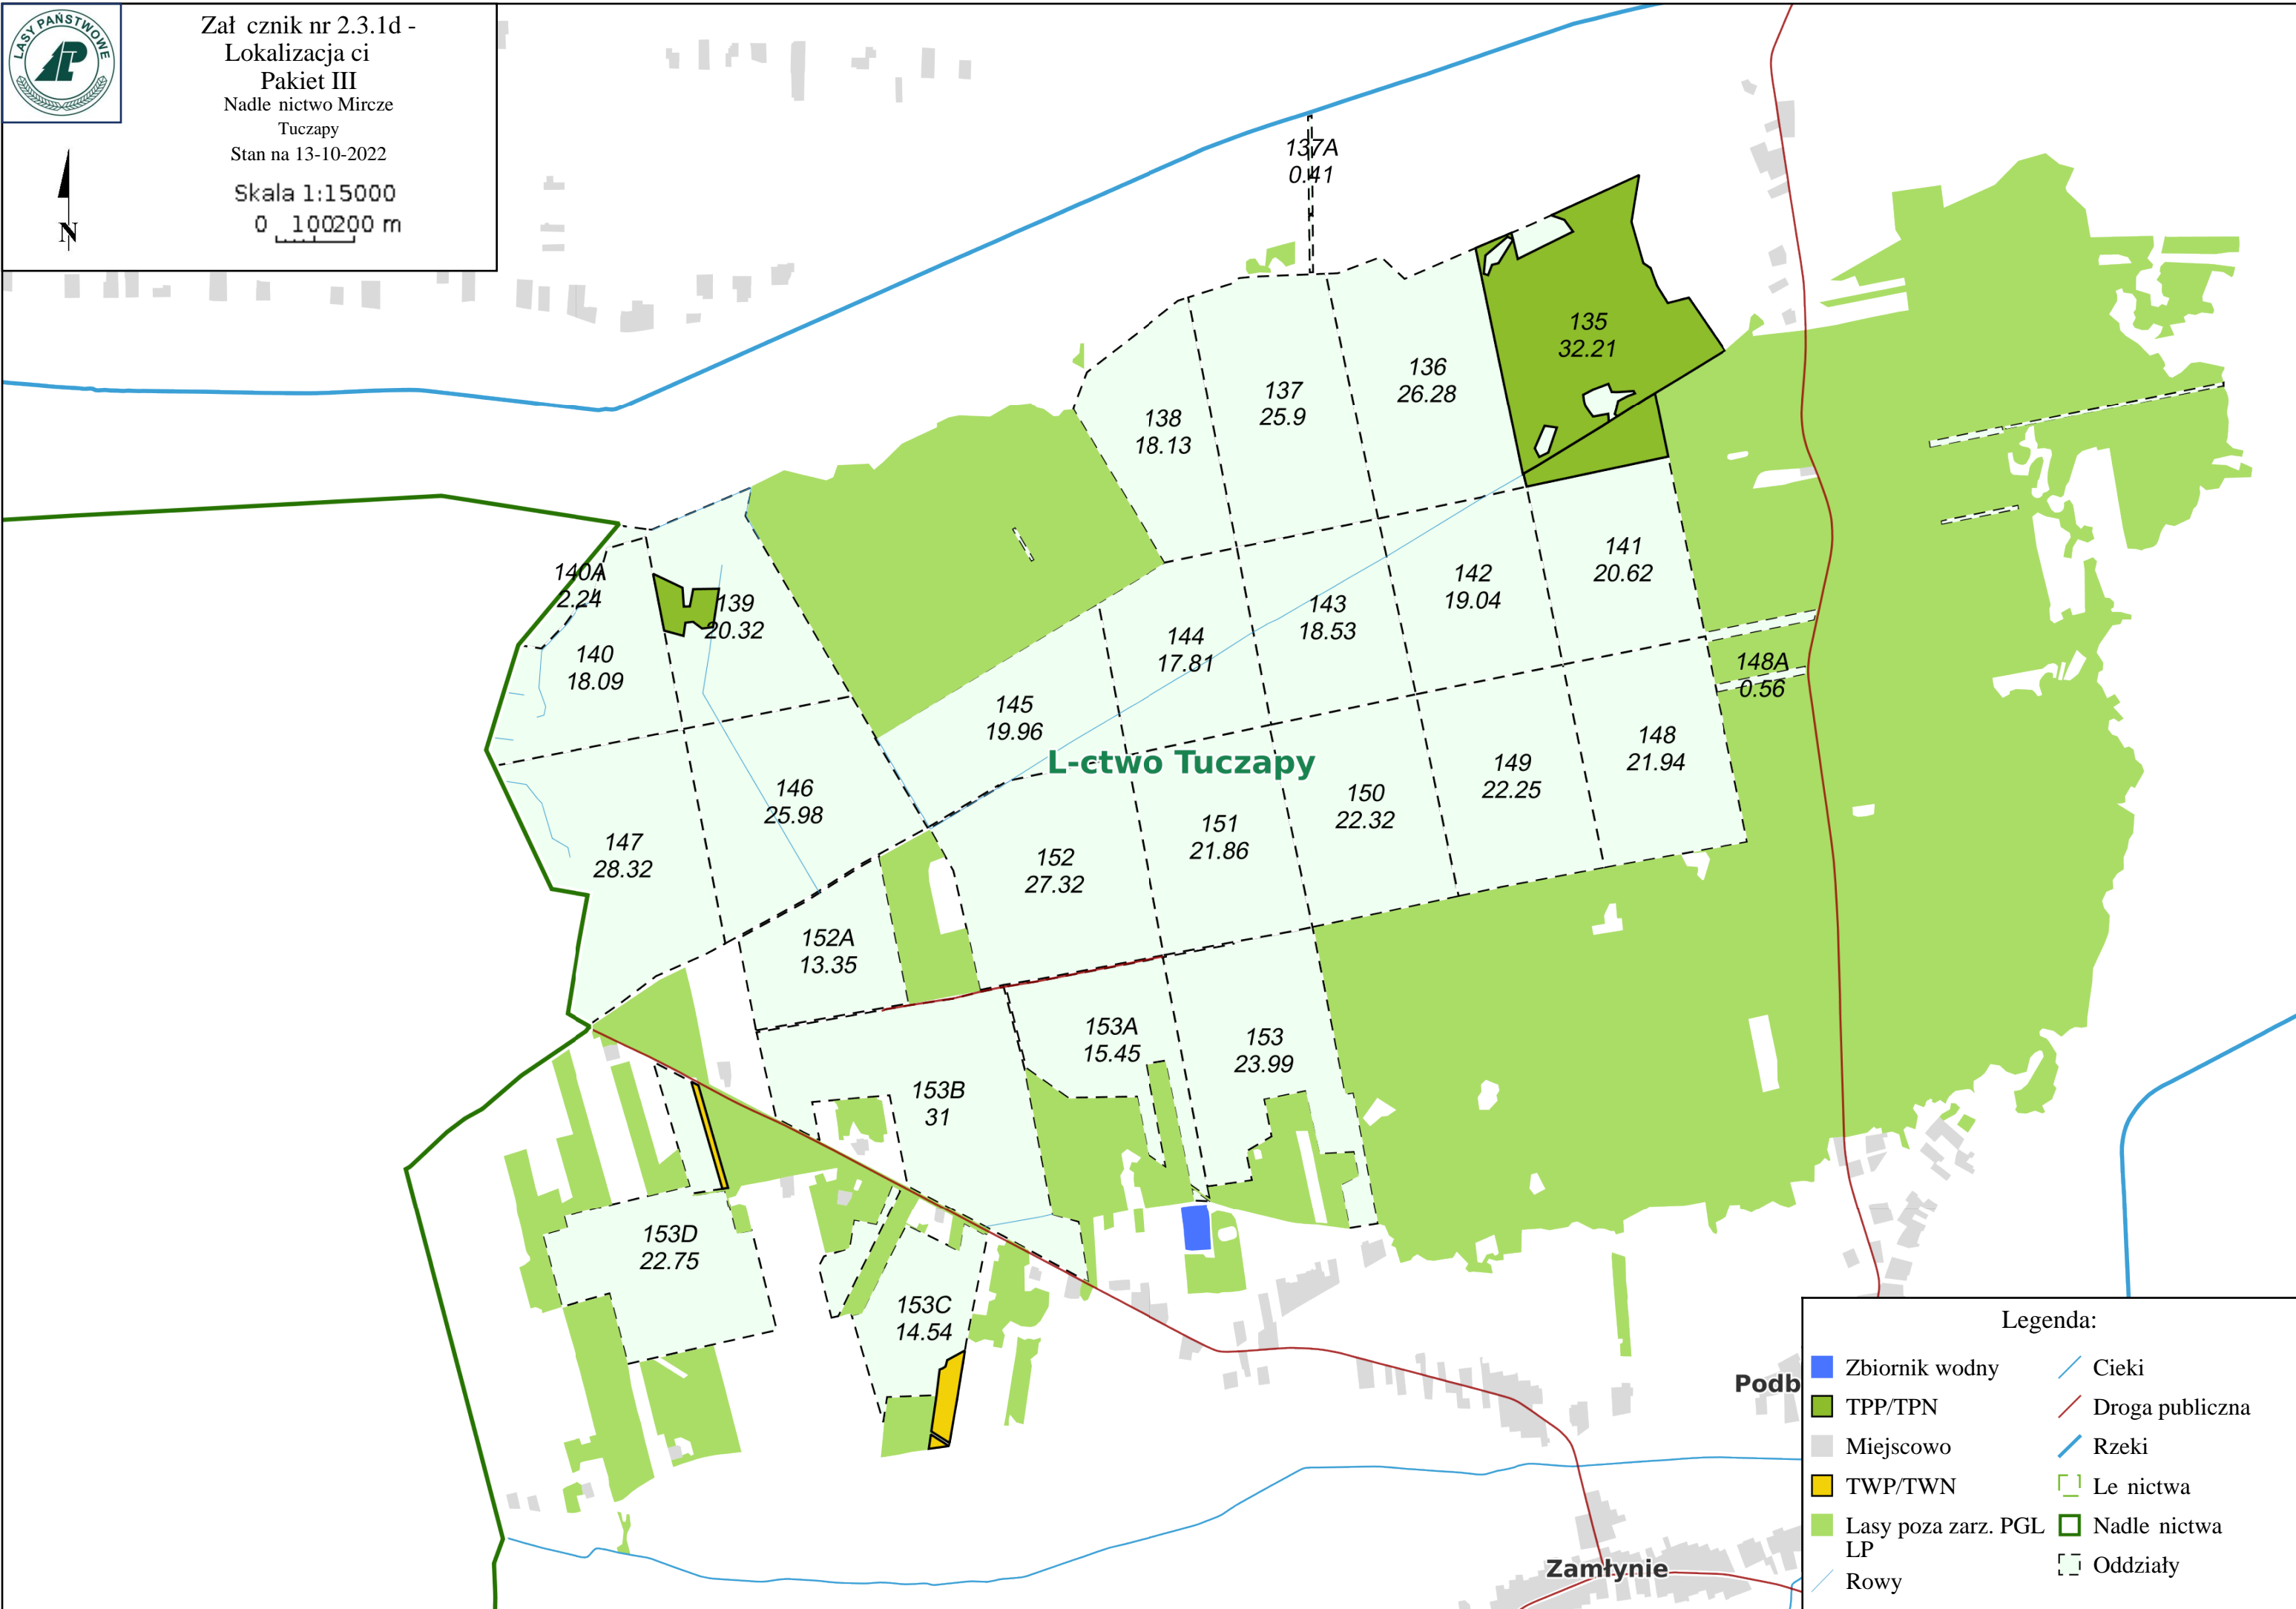 LASY PAŃSTWOWE
LP
Zał cznik nr 2.3.1d -
Lokalizacja ci
Pakiet III
Nadle nictwo Mircze
Tuczapy
Stan na 13-10-2022
Skala 1:15000
0 100200 m
N
137A
0.41
135
32.21
136
26.28
137
25.9
138
18.13
141
20.62
140A
2.24
142
19.04
139
20.32
143
18.53
144
17.81
140
18.09
148A
0.56
145
19.96
148
21.94
L-ctwo Tuczapy
149
22.25
146
25.98
150
22.32
151
21.86
147
28.32
152
27.32
152A
13.35
153A
15.45
153
23.99
153B
31
153D
22.75
153C
14.54
Podb
Zamłynie
Legenda:
Zbiornik wodny
TPP/TPN
Miejscowo
TWP/TWN
Lasy poza zarz. PGL
LP
Rowy
Cieki
Droga publiczna
Rzeki
Le nictwa
Nadle nictwa
Oddziały